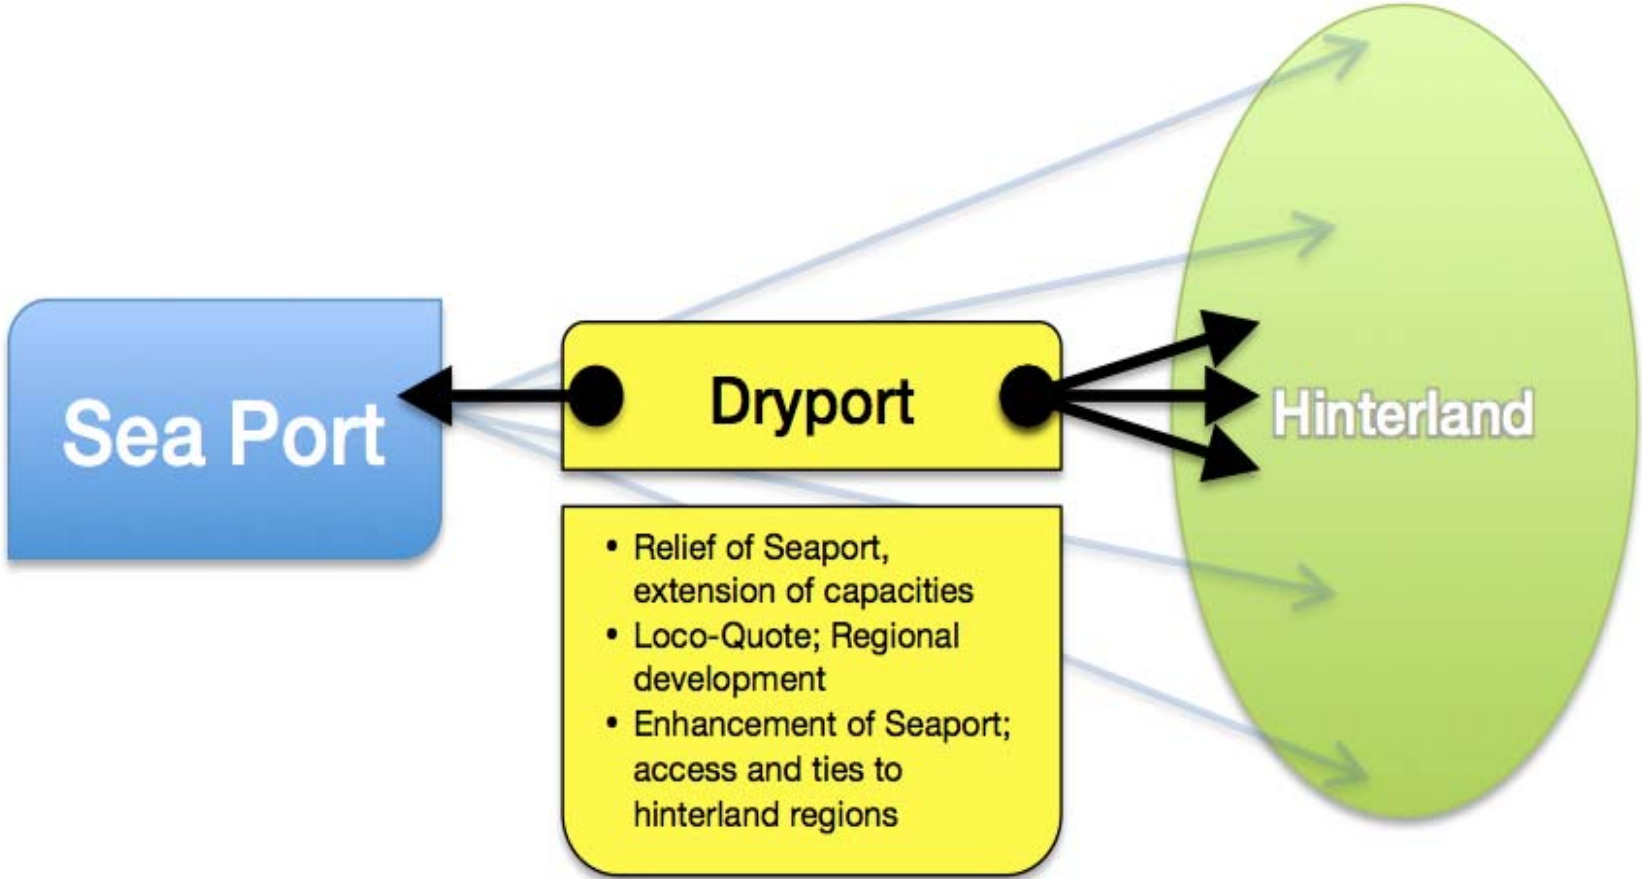 Sea Port
Dryport
Hinterland
• Relief of Seaport,
extension of capacities
• Loco-Quote; Regional
development
• Enhancement of Seaport;
access and ties to
hinterland regions